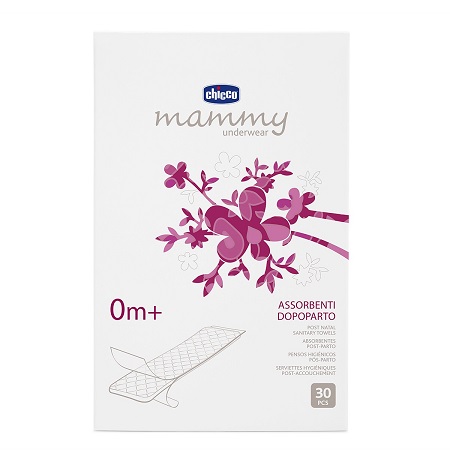 chicco
mammy
underwear
0m+
ASSORBENTI
DOPOPARTO
POST NATAL
SANITARY TOWELS
ABSORBENTES
POST-PARTO
PENSOS HIGIÉNICOS
PÓS-PARTO
SERVIETTES HYGIÉNIQUES
POST-ACCOUCHEMENT
30
PCS